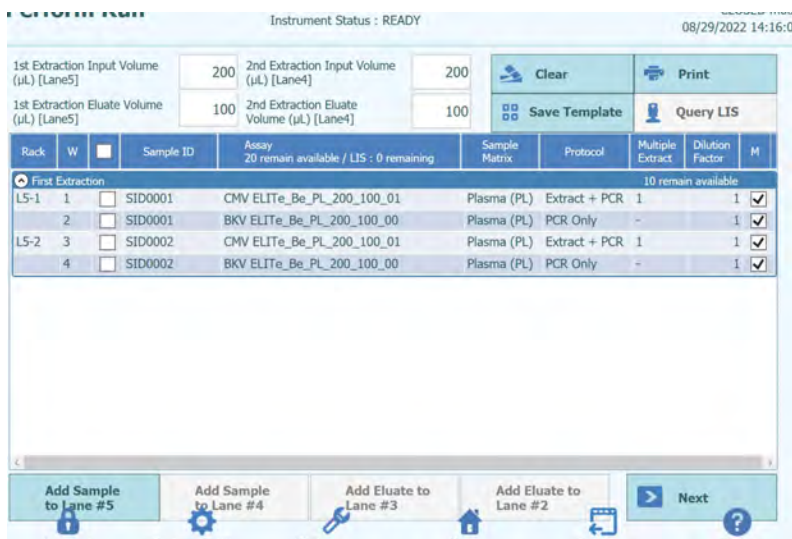 Perform Run
Instrument Status : READY
08/29/2022 14:16:0
1st Extraction Input Volume (µL) [Lane5]
200
2nd Extraction Input Volume (µL) [Lane4]
200
Clear
Print
1st Extraction Eluate Volume (µL) [Lane5]
100
2nd Extraction Eluate Volume (µL) [Lane4]
100
Save Template
Query LIS
Rack W Sample ID Assay 20 remain available / LIS : 0 remaining Sample Matrix Protocol Multiple Extract Dilution Factor M
First Extraction 10 remain available
L5-1 1 SID0001 CMV ELITe_Be_PL_200_100_01 Plasma (PL) Extract + PCR 1 1
2 SID0001 BKV ELITe_Be_PL_200_100_00 Plasma (PL) PCR Only - 1
L5-2 3 SID0002 CMV ELITe_Be_PL_200_100_01 Plasma (PL) Extract + PCR 1 1
4 SID0002 BKV ELITe_Be_PL_200_100_00 Plasma (PL) PCR Only - 1
Add Sample to Lane #5
Add Sample to Lane #4
Add Eluate to Lane #3
Add Eluate to Lane #2
Next